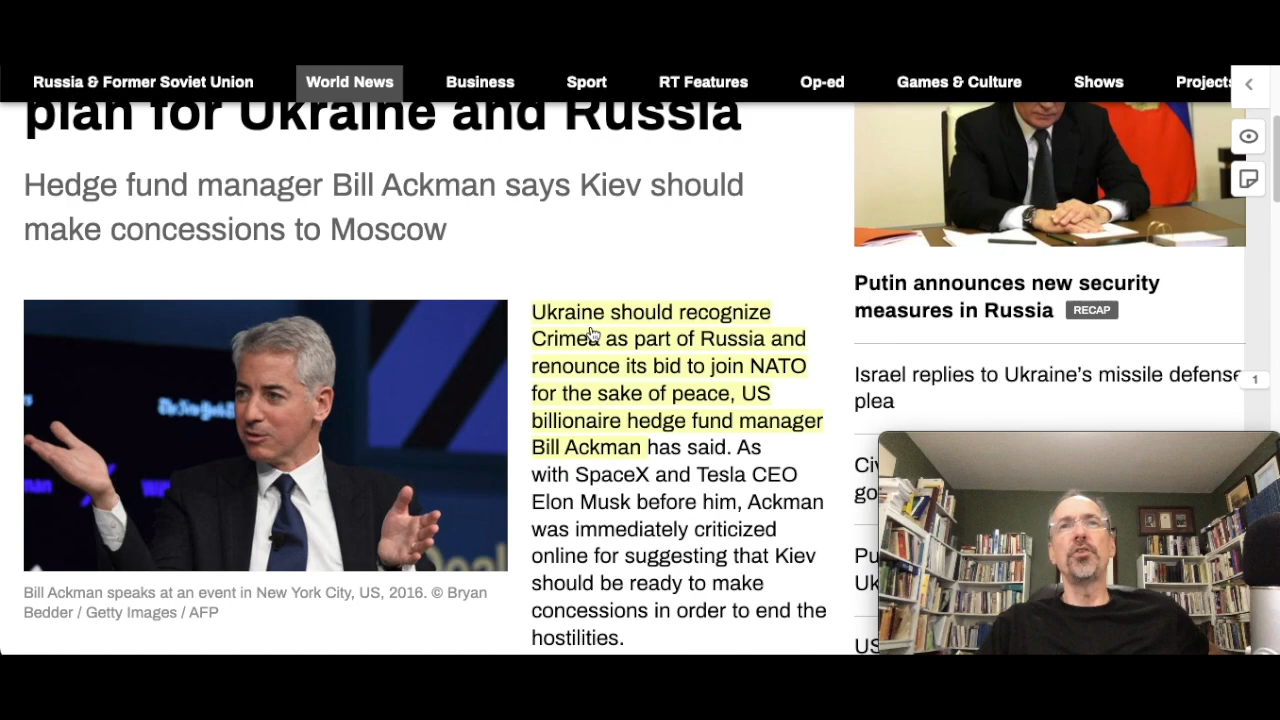 Russia & Former Soviet Union
World News
Business
Sport
RT Features
Op-ed
Games & Culture
Shows
Projects
plan for Ukraine and Russia
Hedge fund manager Bill Ackman says Kiev should
make concessions to Moscow
Bill Ackman speaks at an event in New York City, US, 2016. © Bryan
Bedder / Getty Images / AFP
Ukraine should recognize
Crimea as part of Russia and
renounce its bid to join NATO
for the sake of peace, US
billionaire hedge fund manager
Bill Ackman has said. As
with SpaceX and Tesla CEO
Elon Musk before him, Ackman
was immediately criticized
online for suggesting that Kiev
should be ready to make
concessions in order to end the
hostilities.
Putin announces new security
measures in Russia RECAP
Israel replies to Ukraine’s missile defense
plea
1
US